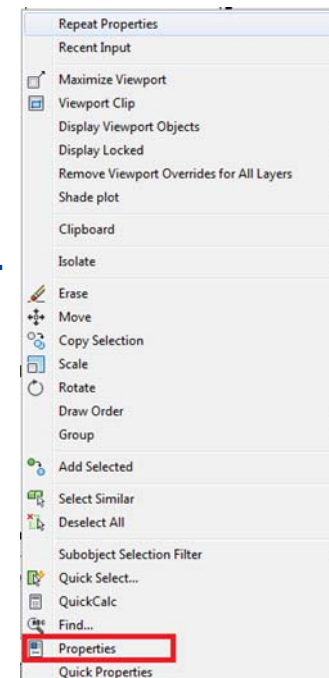 Repeat Properties
Recent Input
Maximize Viewport
Viewport Clip
Display Viewport Objects
Display Locked
Remove Viewport Overrides for All Layers
Shade plot
Clipboard
Isolate
Erase
Move
Copy Selection
Scale
Rotate
Draw Order
Group
Add Selected
Select Similar
Deselect All
Subobject Selection Filter
Quick Select...
QuickCalc
Find...
Properties
Quick Properties